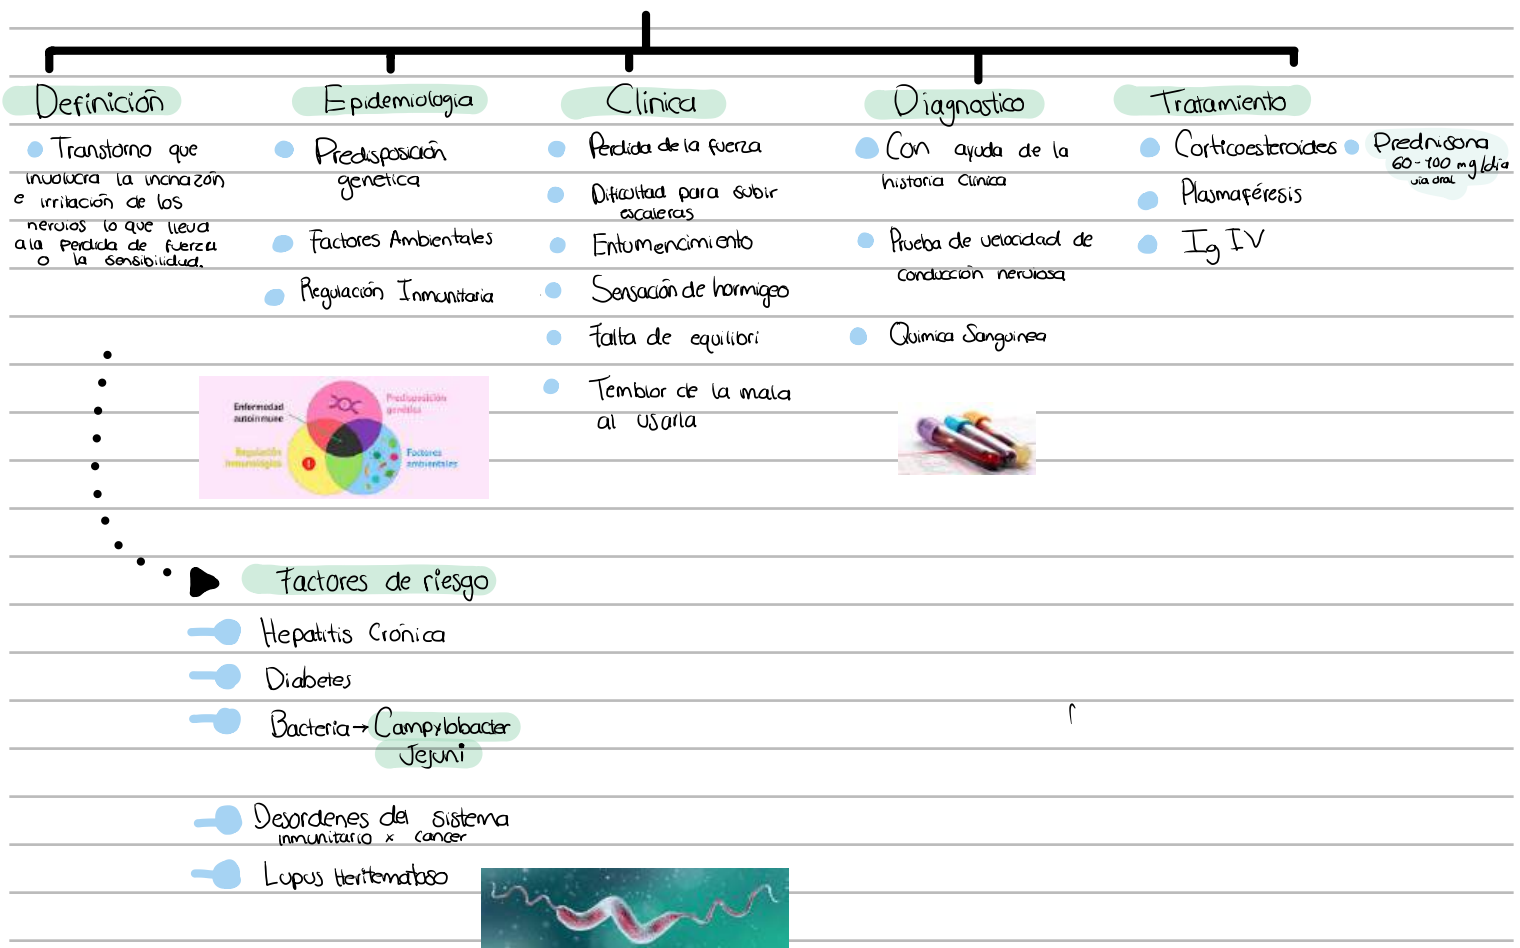 Definición
Transtorno que
involucra la inchazón
e irritación de los
nervios lo que lleva
a la perdida de fuerza
o la sensibilidad.
Epidemiologia
Predisposición
genetica
Factores Ambientales
Regulación Inmunitaria
Enfermedad
autoinmune
Predisposición
genética
Regulación
inmunológica
Factores
ambientales
Clinica
Perdida de la fuerza
Dificultad para subir
escaleras
Entumencimiento
Sensación de hormigeo
Falta de equilibri
Temblor de la mala
al usarla
Diagnostico
Con ayuda de la
historia clinica
Prueba de velocidad de
conducción nerviosa
Quimica Sanguinea
Tratamiento
Corticoesteroides
Prednisona
60-100 mg/día
via oral
Plasmaféresis
Ig IV
Factores de riesgo
Hepatitis Crónica
Diabetes
Bacteria → Campylobacter
Jejuni
Desordenes del sistema
inmunitario x cancer
Lupus Heritematoso